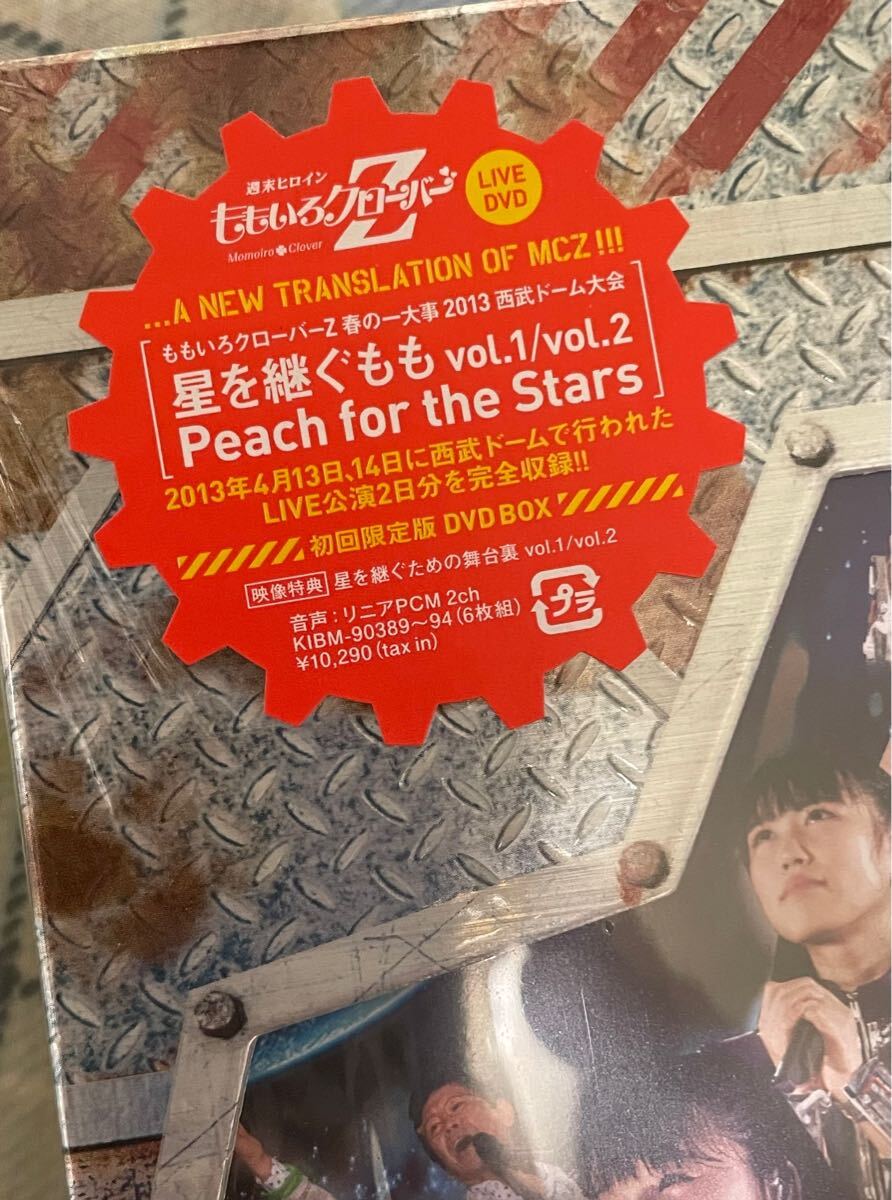 週末ヒロイン
ももいろクローバーZ
Momoiro Clover
LIVE
DVD
...A NEW TRANSLATION OF MCZ!!!
ももいろクローバーZ 春の一大事 2013 西武ドーム大会
星を継ぐもも vol.1/vol.2
Peach for the Stars
2013年4月13日、14日に西武ドームで行われた
LIVE公演2日分を完全収録!!
初回限定版 DVD BOX
映像特典 星を継ぐための舞台裏 vol.1/vol.2
音声：リニアPCM 2ch
KIBM-90389〜94(6枚組)
¥10,290(tax in)
プラ